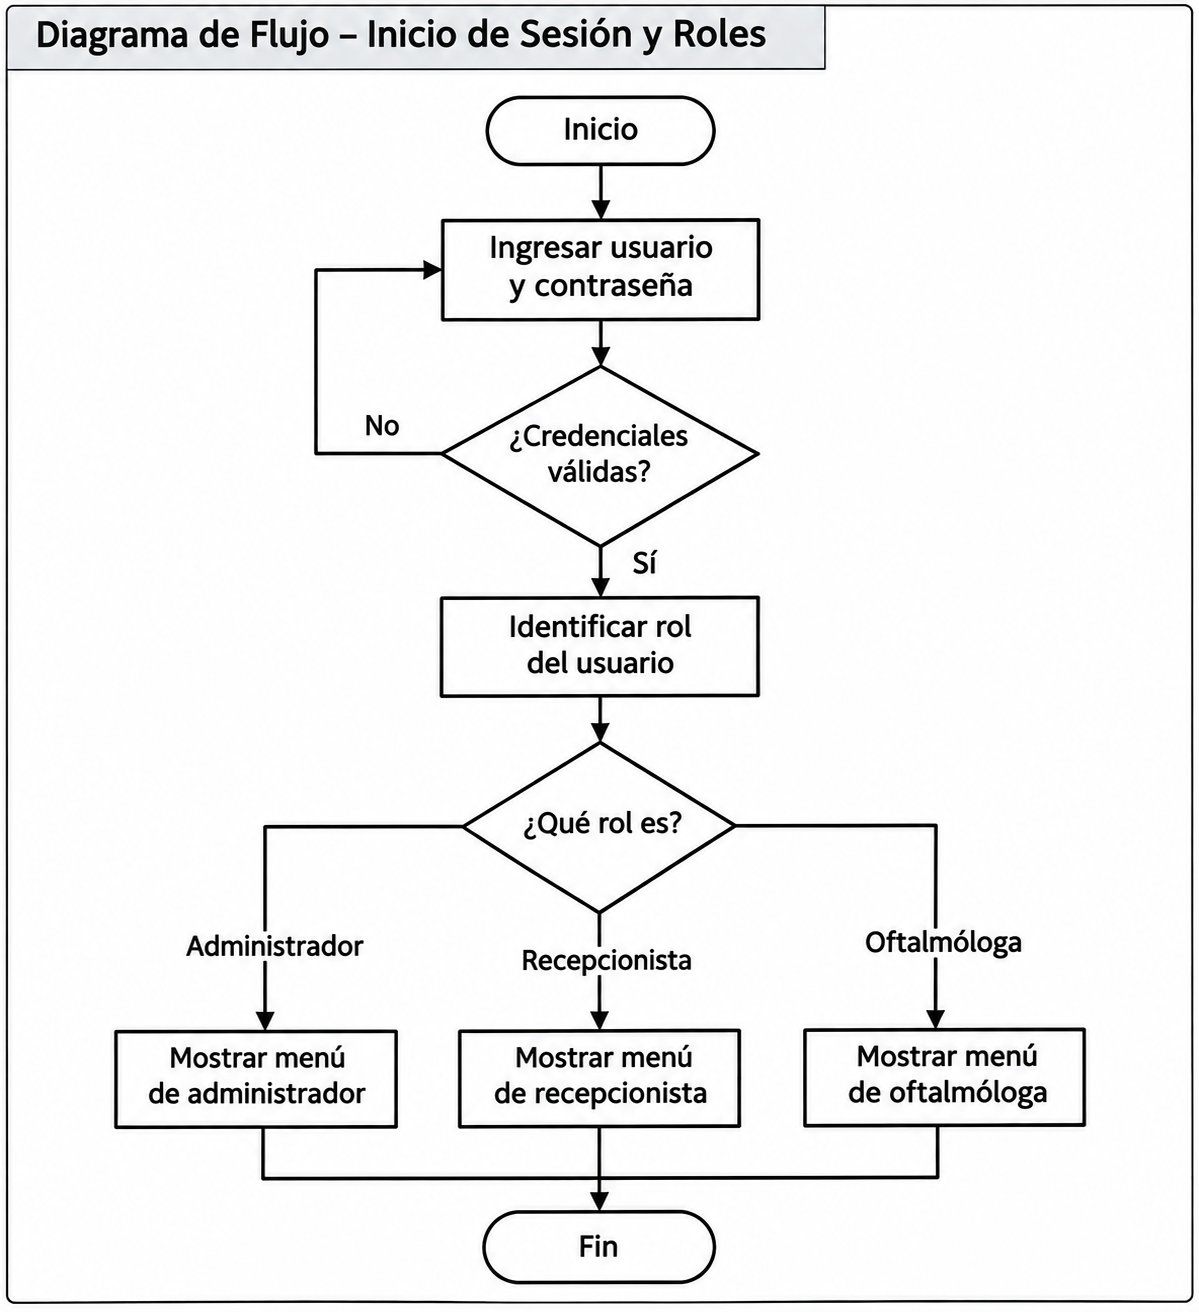 Diagrama de Flujo – Inicio de Sesión y Roles
Inicio
Ingresar usuario
y contraseña
No
¿Credenciales
válidas?
Sí
Identificar rol
del usuario
¿Qué rol es?
Administrador
Recepcionista
Oftalmóloga
Mostrar menú
de administrador
Mostrar menú
de recepcionista
Mostrar menú
de oftalmóloga
Fin